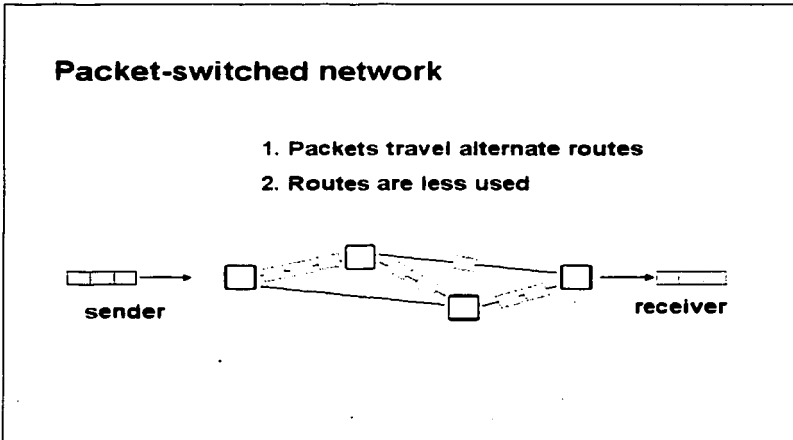 Packet-switched network
1. Packets travel alternate routes
2. Routes are less used
sender
receiver